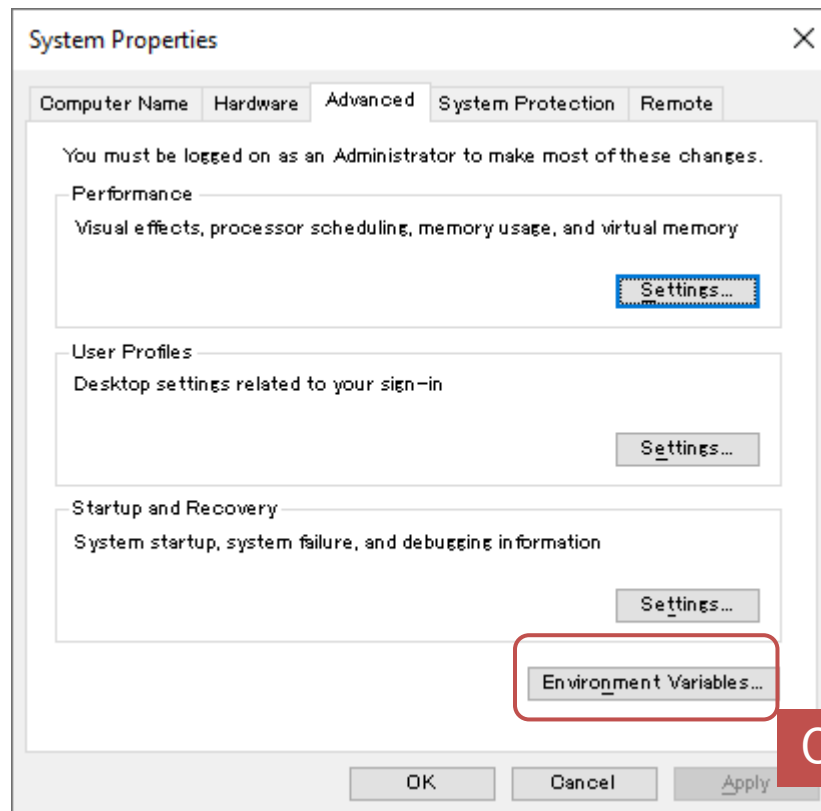 System Properties
Computer Name Hardware Advanced System Protection Remote
You must be logged on as an Administrator to make most of these changes.
Performance
Visual effects, processor scheduling, memory usage, and virtual memory
Settings...
User Profiles
Desktop settings related to your sign-in
Settings...
Startup and Recovery
System startup, system failure, and debugging information
Settings...
Environment Variables...
OK Cancel Apply